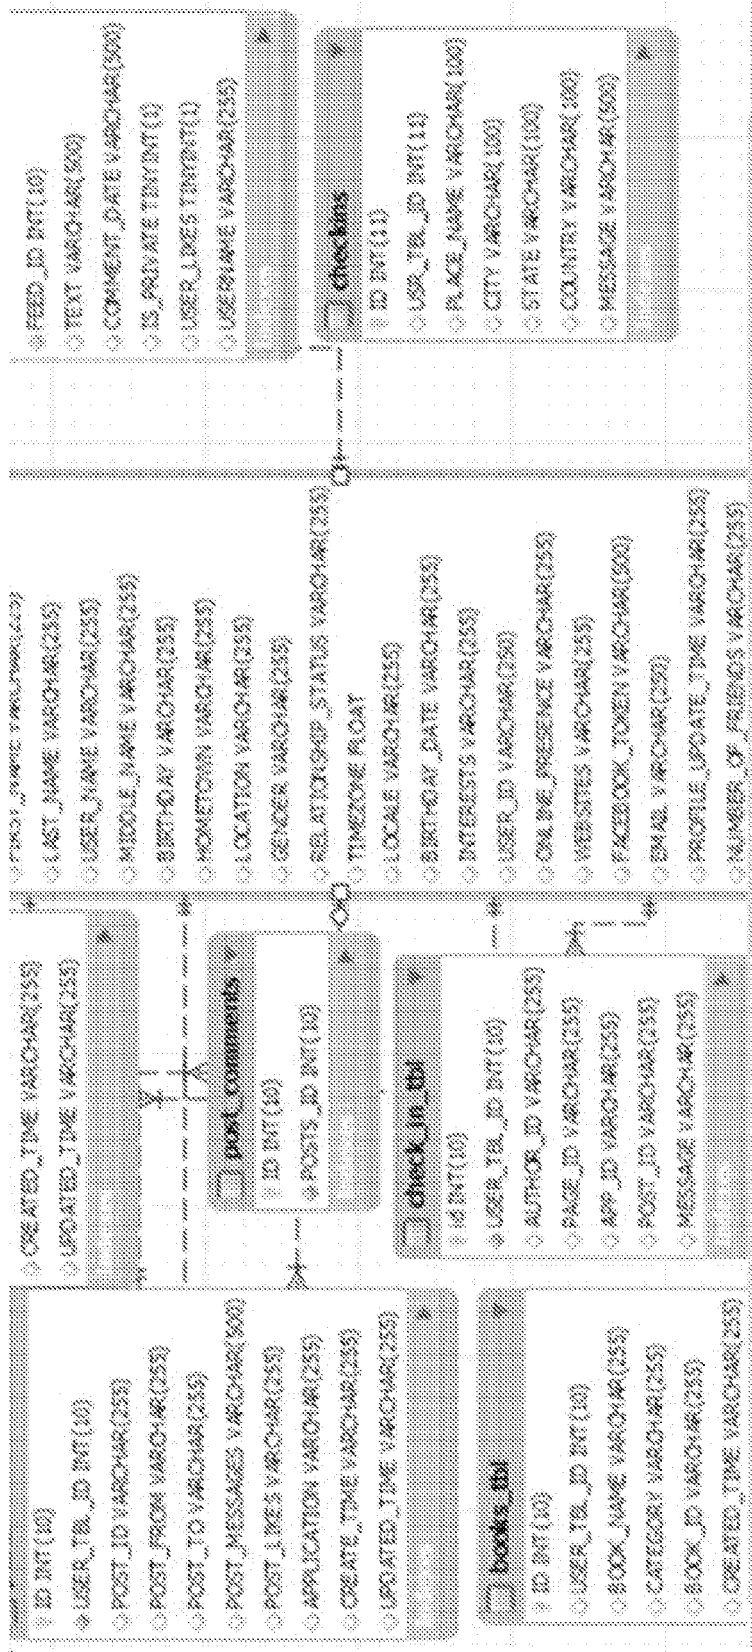 ID INT(10)
USER_TBL_ID INT(10)
POST_ID VARCHAR(255)
POST_FROM VARCHAR(255)
POST_TO VARCHAR(255)
POST_MESSAGES VARCHAR(500)
POST_LIKES VARCHAR(255)
APPLICATION VARCHAR(255)
CREATE_TIME VARCHAR(255)
UPDATED_TIME VARCHAR(255)
books_tbl
ID INT(10)
USER_TBL_ID INT(10)
BOOK_NAME VARCHAR(255)
CATEGORY VARCHAR(255)
BOOK_ID VARCHAR(255)
CREATED_TIME VARCHAR(255)
CREATED_TIME VARCHAR(255)
UPDATED_TIME VARCHAR(255)
post_comments
ID INT(10)
POSTS_ID INT(10)
check_in_tbl
id INT(10)
USER_TBL_ID INT(10)
AUTHOR_ID VARCHAR(255)
PAGE_ID VARCHAR(255)
APP_ID VARCHAR(255)
POST_ID VARCHAR(255)
MESSAGE VARCHAR(255)
LAST_NAME VARCHAR(255)
USER_NAME VARCHAR(255)
MIDDLE_NAME VARCHAR(255)
BIRTHDAY VARCHAR(255)
HOMETOWN VARCHAR(255)
LOCATION VARCHAR(255)
GENDER VARCHAR(255)
RELATIONSHIP_STATUS VARCHAR(255)
TIMEZONE FLOAT
LOCALE VARCHAR(255)
BIRTHDAY_DATE VARCHAR(255)
INTERESTS VARCHAR(255)
USER_ID VARCHAR(250)
ONLINE_PRESENCE VARCHAR(255)
WEBSITES VARCHAR(255)
FACEBOOK_TOKEN VARCHAR(500)
EMAIL VARCHAR(250)
PROFILE_UPDATE_TIME VARCHAR(255)
NUMBER_OF_FRIENDS VARCHAR(255)
FEED_ID INT(10)
TEXT VARCHAR(500)
COMMENT_DATE VARCHAR(500)
IS_PRIVATE TINYINT(1)
USER_LIKES TINYINT(1)
USERNAME VARCHAR(255)
checkins
ID INT(11)
USR_TBL_ID INT(11)
PLACE_NAME VARCHAR(100)
CITY VARCHAR(100)
STATE VARCHAR(100)
COUNTRY VARCHAR(100)
MESSAGE VARCHAR(500)